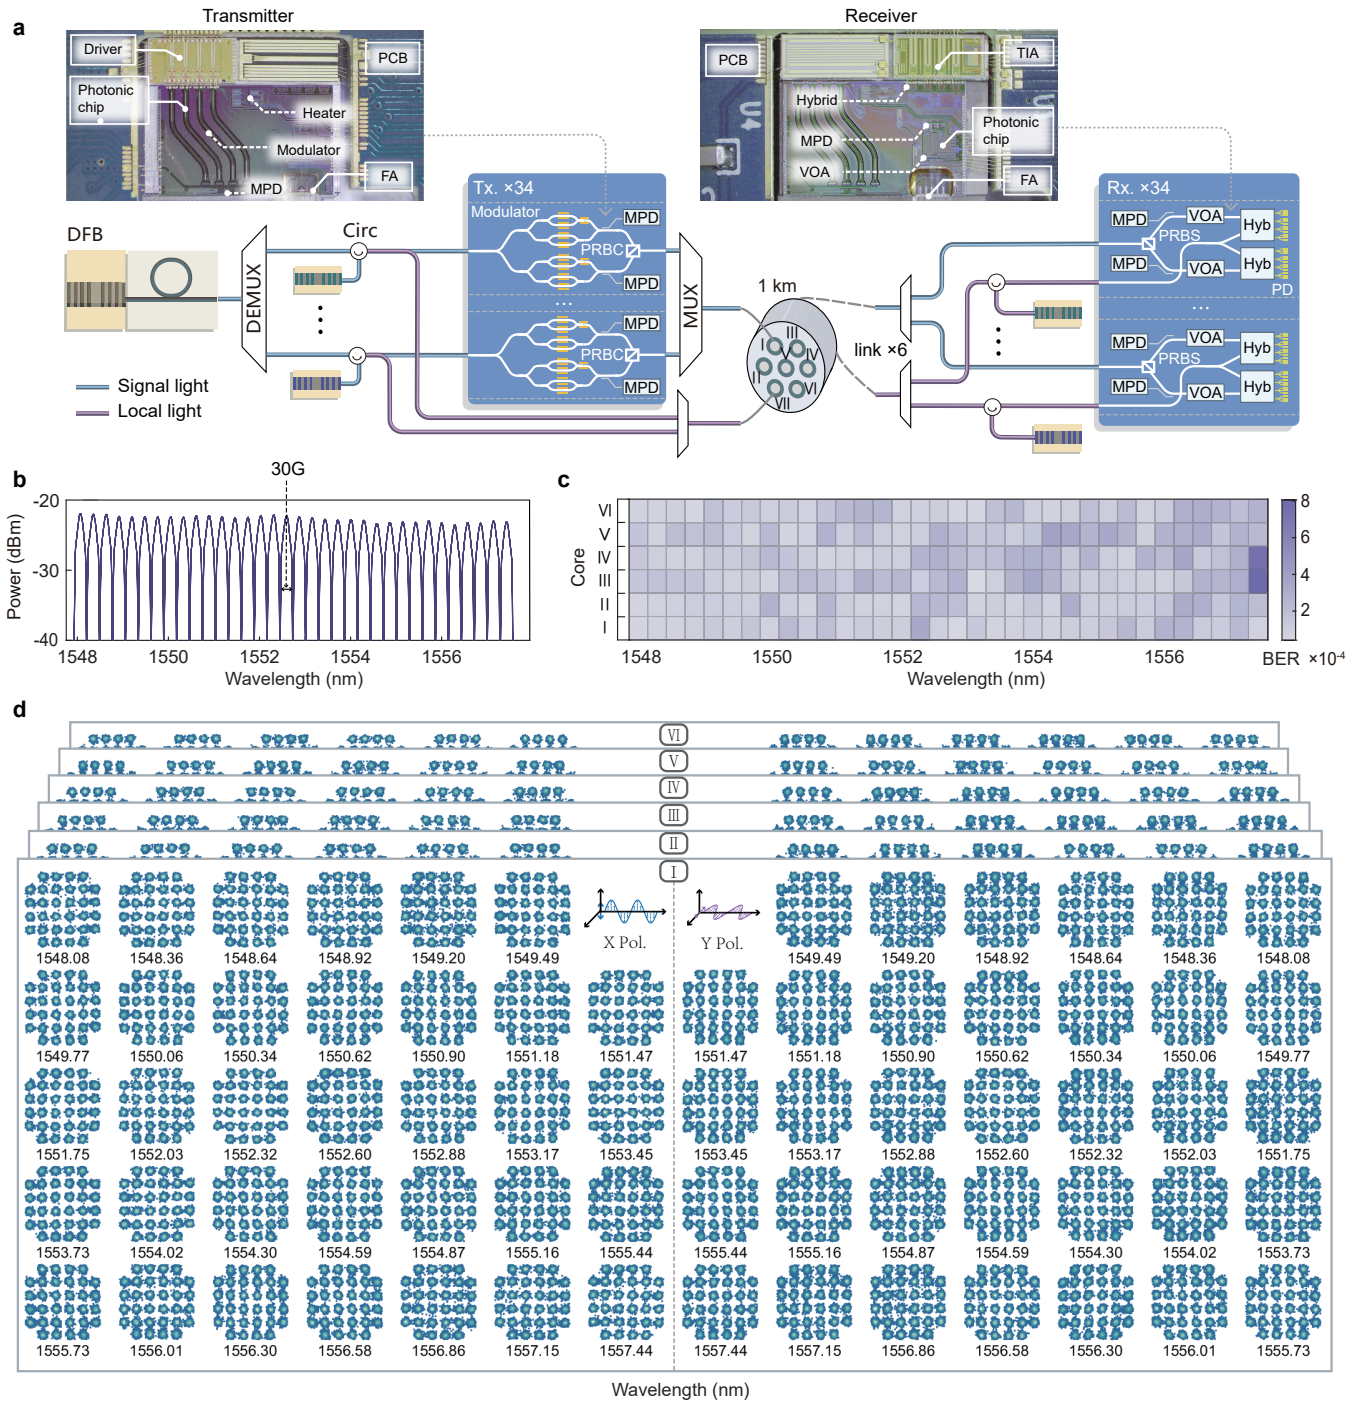 a
Transmitter
Receiver
Driver
PCB
Photonic
chip
Heater
Modulator
MPD
FA
PCB
TIA
Hybrid
MPD
VOA
Photonic
chip
FA
U4
DFB
DEMUX
Circ
Tx. ×34
Modulator
MPD
PRBC
MPD
...
MPD
PRBC
MPD
MUX
1 km
I
II
III
IV
V
VI
VII
link ×6
Rx. ×34
MPD
PRBS
MPD
VOA
VOA
Hyb
Hyb
PD
...
MPD
PRBS
MPD
VOA
VOA
Hyb
Hyb
Signal light
Local light
b
30G
Power (dBm)
-20
-30
-40
1548 1550 1552 1554 1556
Wavelength (nm)
c
Core
VI
V
IV
III
II
I
1548 1550 1552 1554 1556
Wavelength (nm)
8
6
4
2
BER ×10⁻⁴
d
VI
V
IV
III
II
I
X Pol. Y Pol.
1548.08 1548.36 1548.64 1548.92 1549.20 1549.49 1549.49 1549.20 1548.92 1548.64 1548.36 1548.08
1549.77 1550.06 1550.34 1550.62 1550.90 1551.18 1551.47 1551.47 1551.18 1550.90 1550.62 1550.34 1550.06 1549.77
1551.75 1552.03 1552.32 1552.60 1552.88 1553.17 1553.45 1553.45 1553.17 1552.88 1552.60 1552.32 1552.03 1551.75
1553.73 1554.02 1554.30 1554.59 1554.87 1555.16 1555.44 1555.44 1555.16 1554.87 1554.59 1554.30 1554.02 1553.73
1555.73 1556.01 1556.30 1556.58 1556.86 1557.15 1557.44 1557.44 1557.15 1556.86 1556.58 1556.30 1556.01 1555.73
Wavelength (nm)